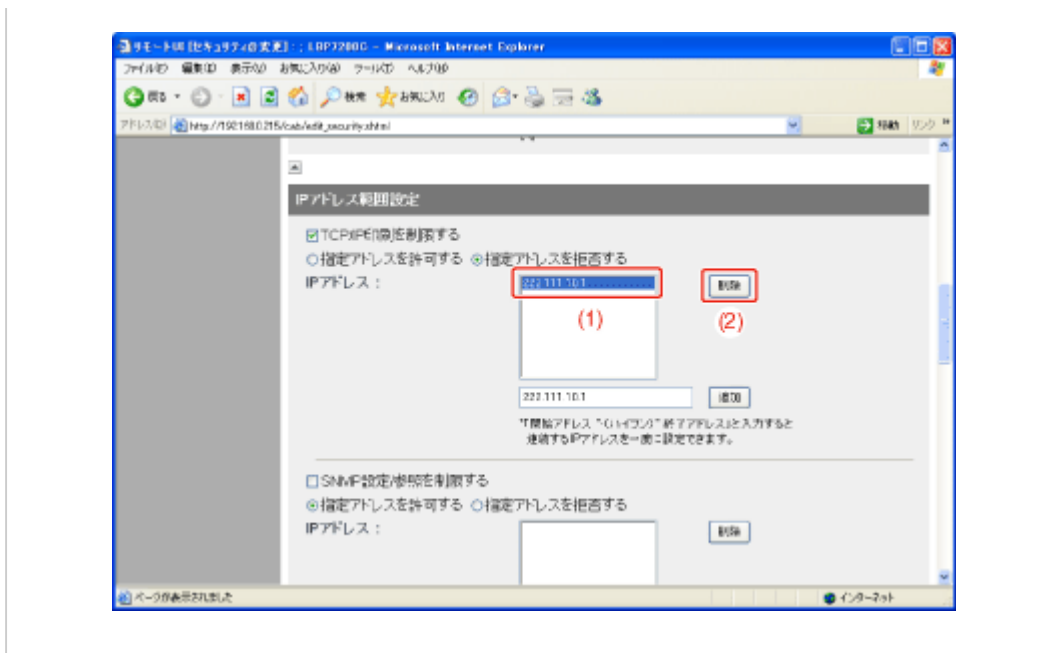 リモートUI [セキュリティの変更] : ; LBP7200C - Microsoft Internet Explorer
ファイル(F) 編集(E) 表示(V) お気に入り(A) ツール(T) ヘルプ(H)
戻る 検索 お気に入り
アドレス(D) http://192.168.0.215/cab/edit_security.shtml 移動 リンク »
IPアドレス範囲設定
TCP/IP印刷を制限する
指定アドレスを許可する 指定アドレスを拒否する
IPアドレス : 222.111.10.1 削除
(1) (2)
222.111.10.1 追加
*「開始アドレス "-(ハイフン)" 終了アドレス」と入力すると
連続するIPアドレスを一度に設定できます。
SNMP設定/参照を制限する
指定アドレスを許可する 指定アドレスを拒否する
IPアドレス : 削除
ページが表示されました インターネット